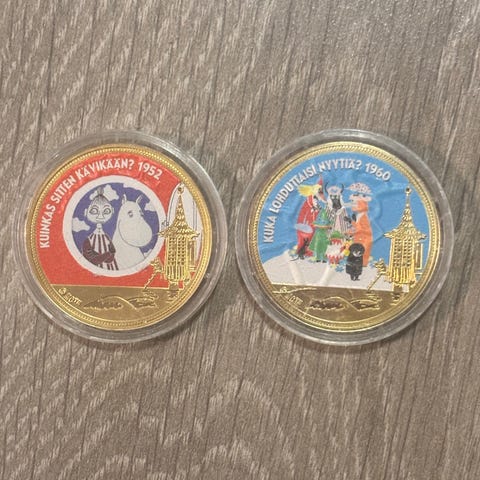 KUINKAS SITTEN KÄVIKÄÄN? 1952
KUKA LOHDUTTAISI NYYTIÄ? 1960